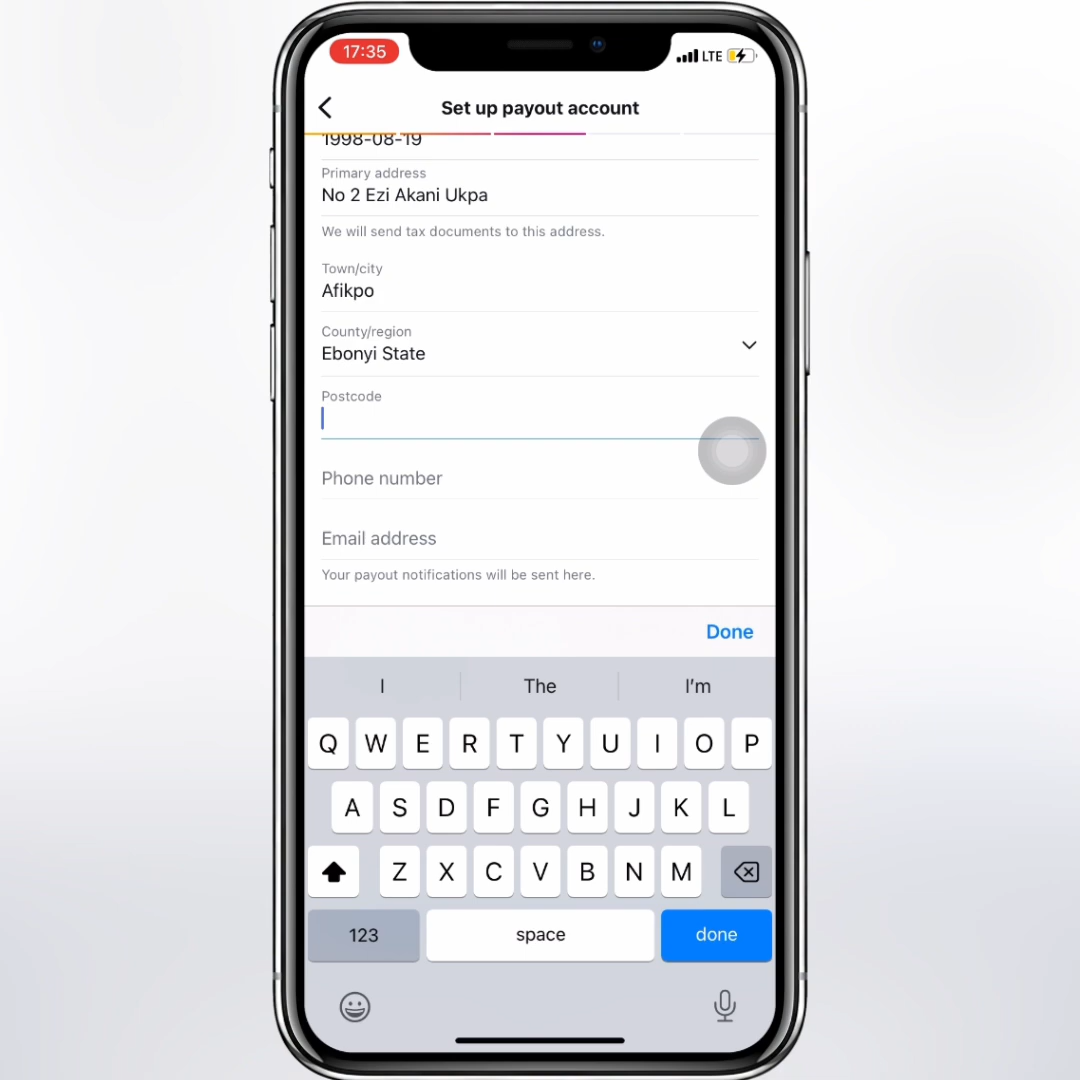 17:35
LTE
Set up payout account
1998-08-19
Primary address
No 2 Ezi Akani Ukpa
We will send tax documents to this address.
Town/city
Afikpo
County/region
Ebonyi State
Postcode
Phone number
Email address
Your payout notifications will be sent here.
Done
I The I'm
Q W E R T Y U I O P
A S D F G H J K L
Z X C V B N M
123 space done